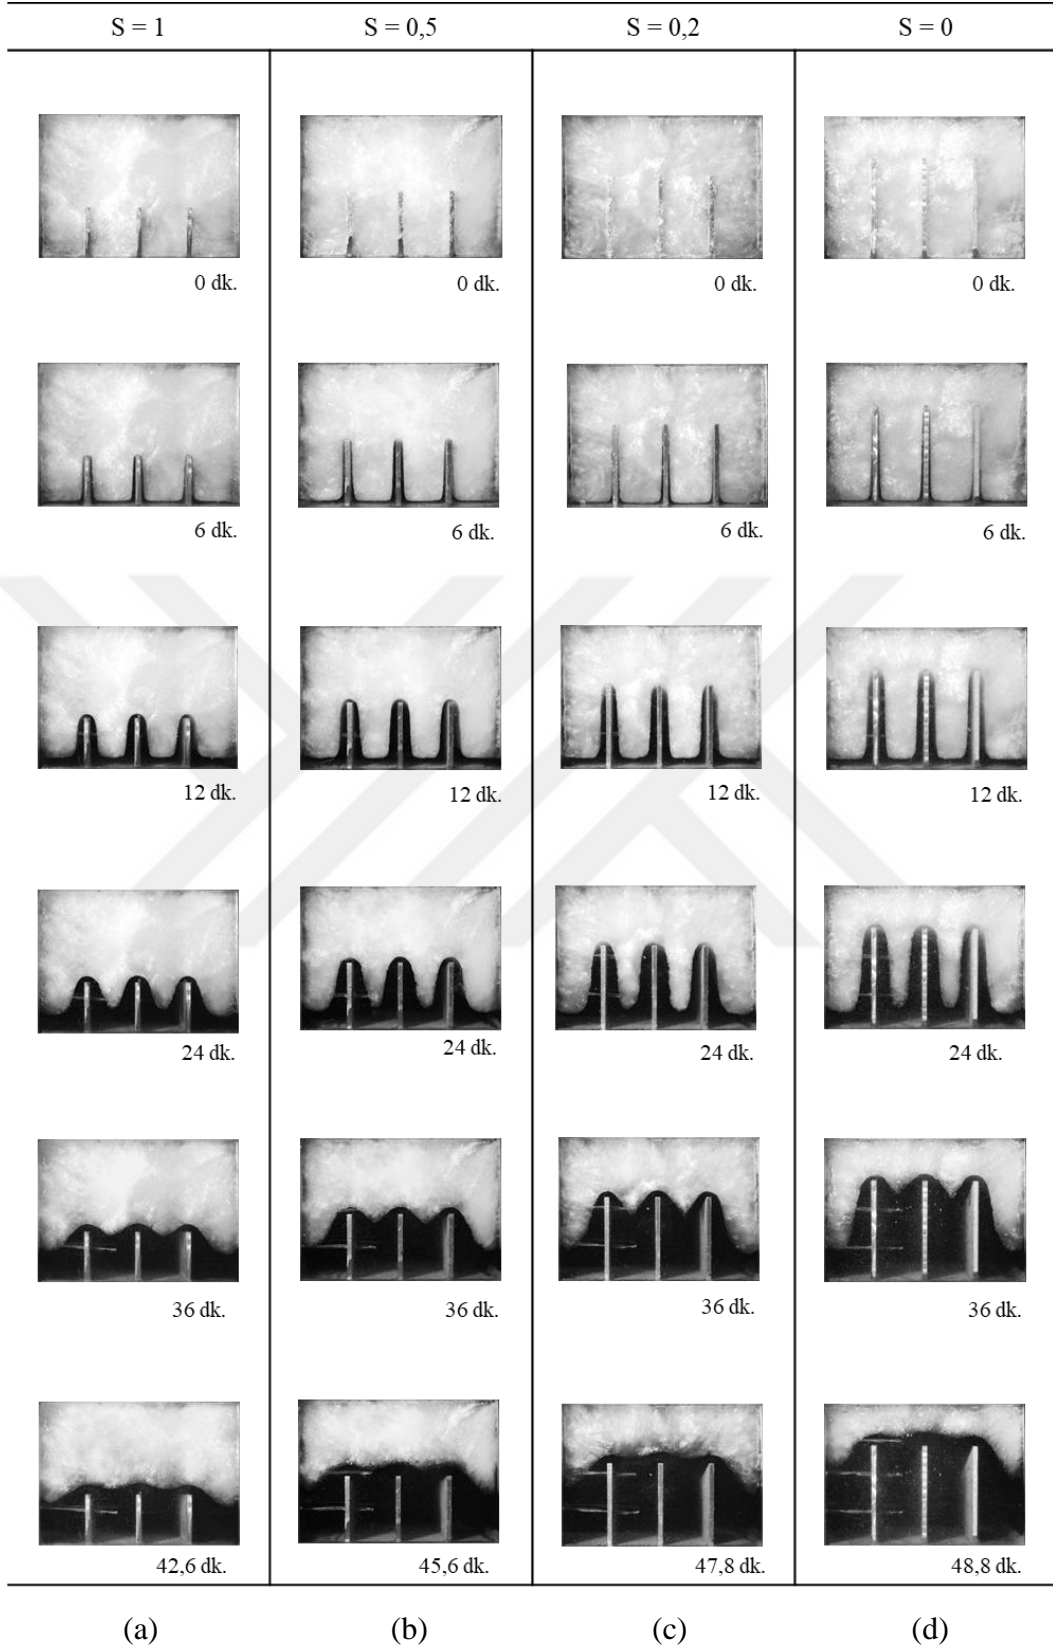 S = 1 S = 0,5 S = 0,2 S = 0
0 dk. 0 dk. 0 dk. 0 dk.
6 dk. 6 dk. 6 dk. 6 dk.
12 dk. 12 dk. 12 dk. 12 dk.
24 dk. 24 dk. 24 dk. 24 dk.
36 dk. 36 dk. 36 dk. 36 dk.
42,6 dk. 45,6 dk. 47,8 dk. 48,8 dk.
(a) (b) (c) (d)